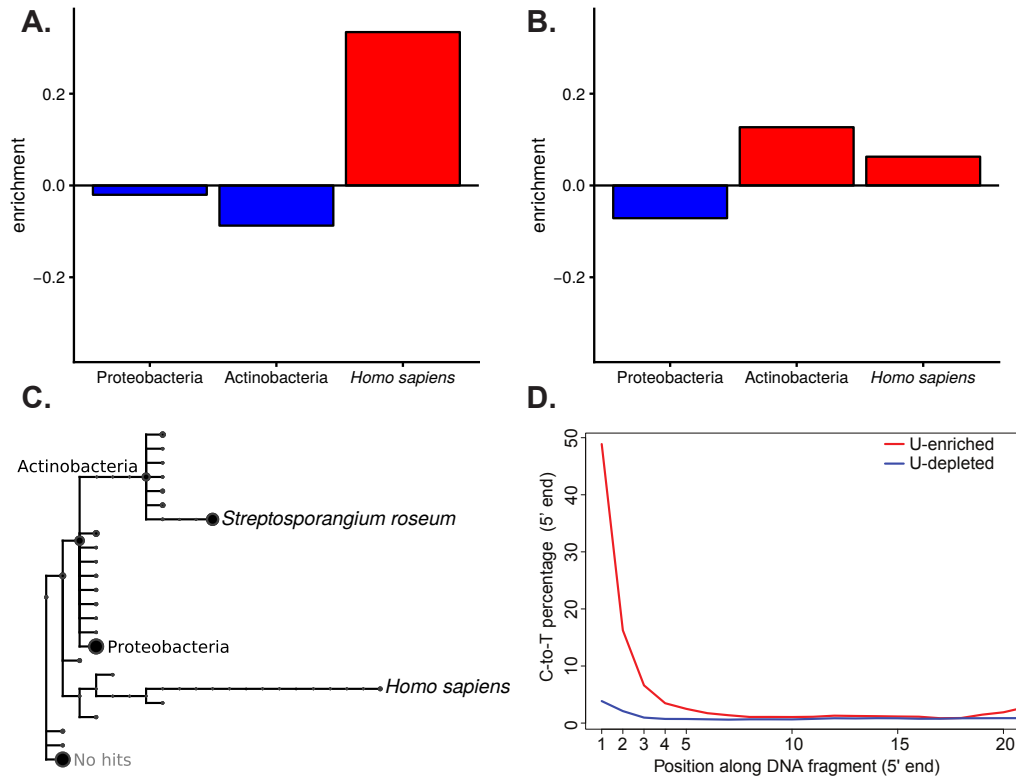 A.
enrichment
0.2
0.0
−0.2
Proteobacteria Actinobacteria Homo sapiens
B.
enrichment
0.2
0.0
−0.2
Proteobacteria Actinobacteria Homo sapiens
C.
Actinobacteria
Streptosporangium roseum
Proteobacteria
Homo sapiens
No hits
D.
C-to-T percentage (5' end)
50
40
30
20
10
0
U-enriched
U-depleted
1 2 3 4 5 10 15 20
Position along DNA fragment (5' end)